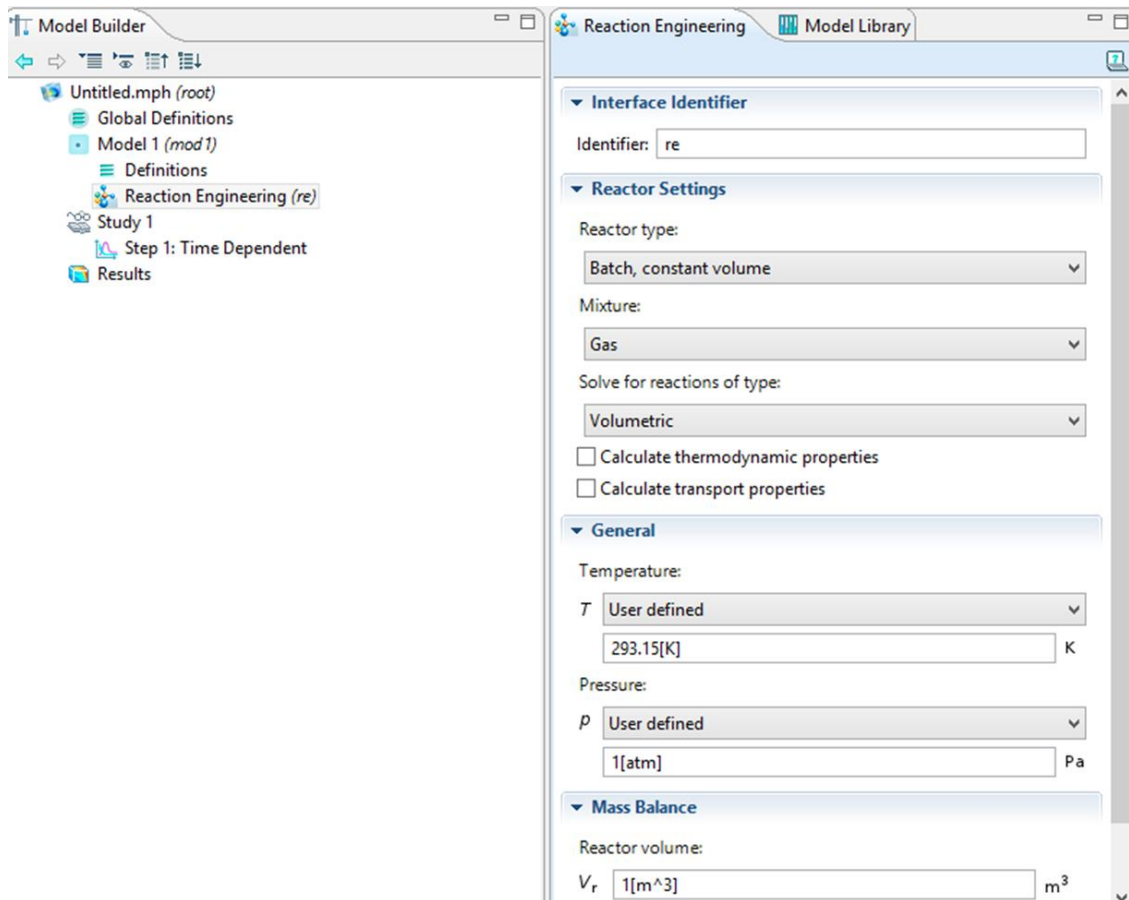 Model Builder
Untitled.mph (root)
Global Definitions
Model 1 (mod1)
Definitions
Reaction Engineering (re)
Study 1
Step 1: Time Dependent
Results
Reaction Engineering
Model Library
Interface Identifier
Identifier: re
Reactor Settings
Reactor type:
Batch, constant volume
Mixture:
Gas
Solve for reactions of type:
Volumetric
Calculate thermodynamic properties
Calculate transport properties
General
Temperature:
T User defined
293.15[K] K
Pressure:
p User defined
1[atm] Pa
Mass Balance
Reactor volume:
Vr 1[m^3] m³